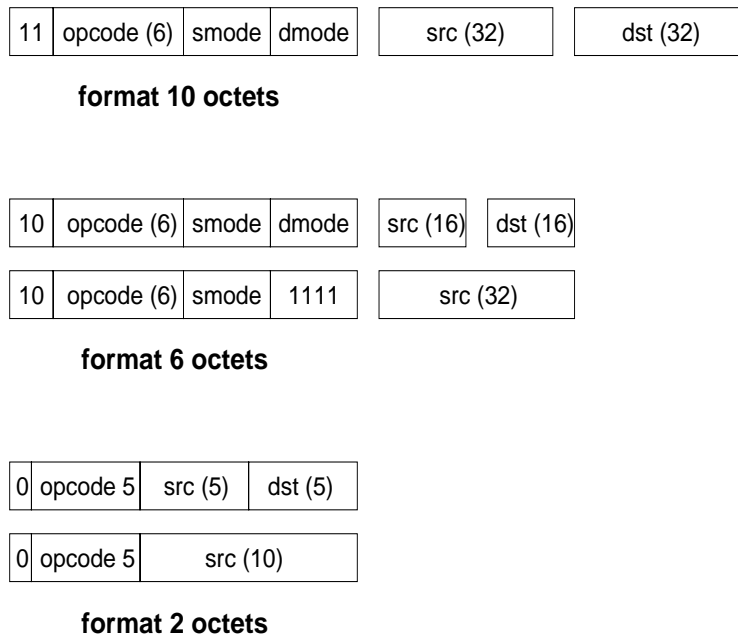 11 opcode (6) smode dmode src (32) dst (32)
format 10 octets
10 opcode (6) smode dmode src (16) dst (16)
10 opcode (6) smode 1111 src (32)
format 6 octets
0 opcode 5 src (5) dst (5)
0 opcode 5 src (10)
format 2 octets